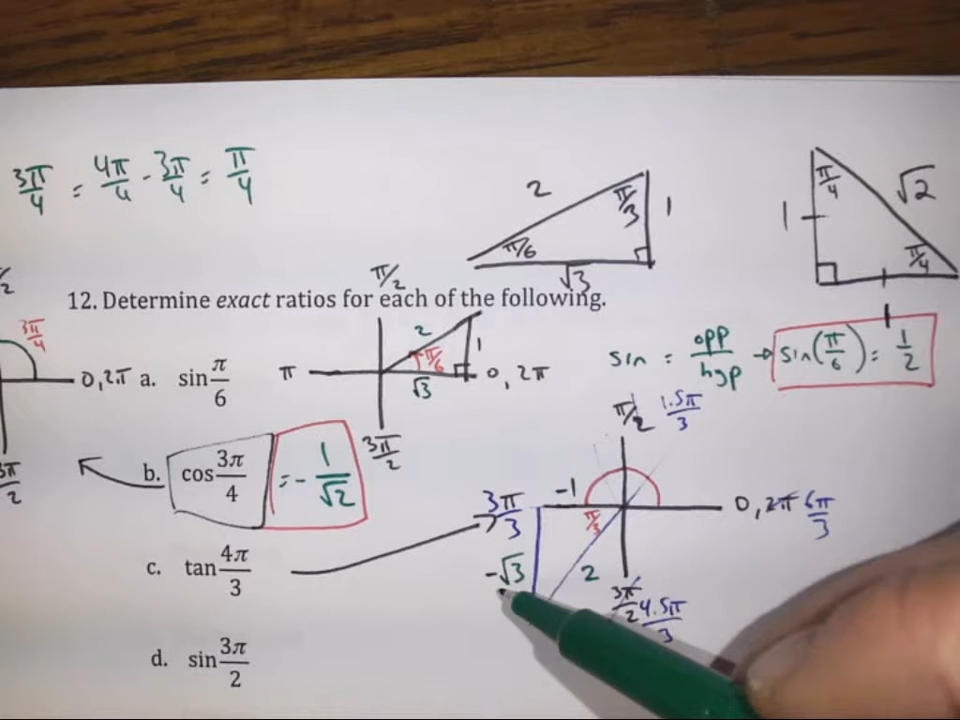 3π/4 = 4π/4 - 3π/4 = π/4
2
π/3
1
π/6
√3
π/4
√2
1
π/4
1
12. Determine exact ratios for each of the following.
3π/4
0, 2π
a. sin π/6
π/2
π
2
π/6
1
√3
0, 2π
3π/2
sin = opp/hyp → sin(π/6) = 1/2
b. cos 3π/4 = - 1/√2
π/2 1.5π/3
3π/3
-1
π/3
0, 2π 6π/3
-√3
2
3π/2 4.5π/3
c. tan 4π/3
d. sin 3π/2